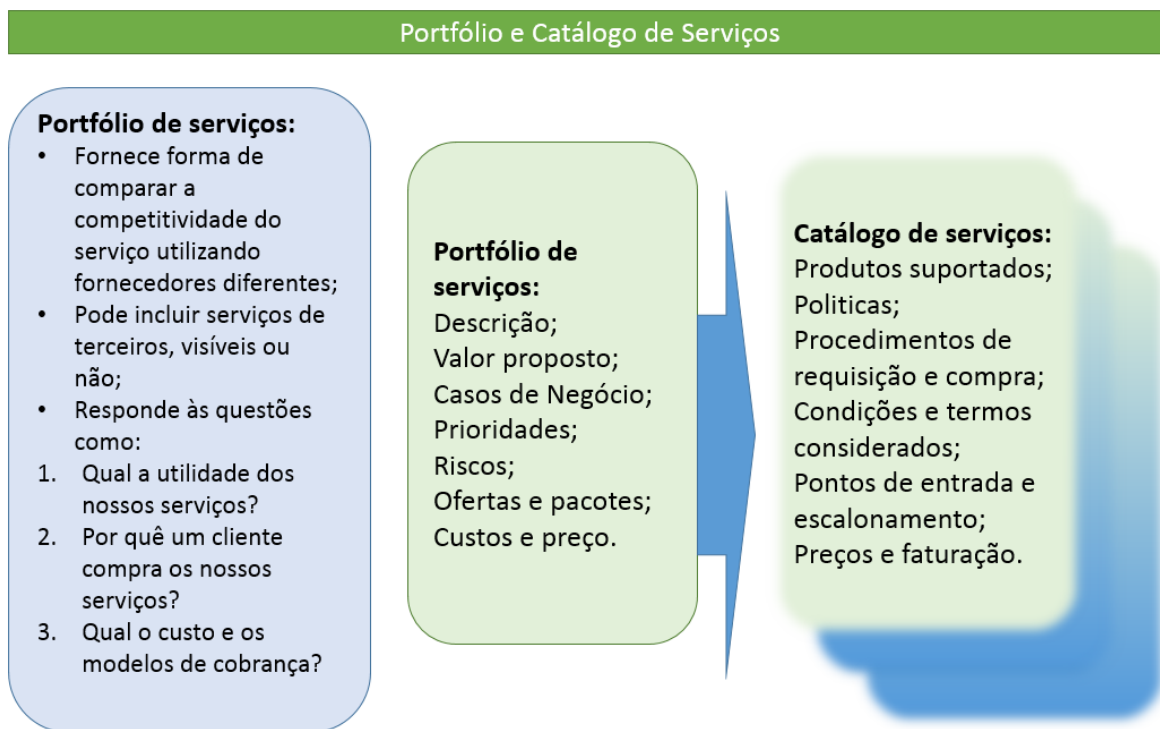 Portfólio e Catálogo de Serviços
Portfólio de serviços:
• Fornece forma de
comparar a
competitividade do
serviço utilizando
fornecedores diferentes;
• Pode incluir serviços de
terceiros, visíveis ou
não;
• Responde às questões
como:
1. Qual a utilidade dos
nossos serviços?
2. Por quê um cliente
compra os nossos
serviços?
3. Qual o custo e os
modelos de cobrança?
Portfólio de
serviços:
Descrição;
Valor proposto;
Casos de Negócio;
Prioridades;
Riscos;
Ofertas e pacotes;
Custos e preço.
Catálogo de serviços:
Produtos suportados;
Politicas;
Procedimentos de
requisição e compra;
Condições e termos
considerados;
Pontos de entrada e
escalonamento;
Preços e faturação.